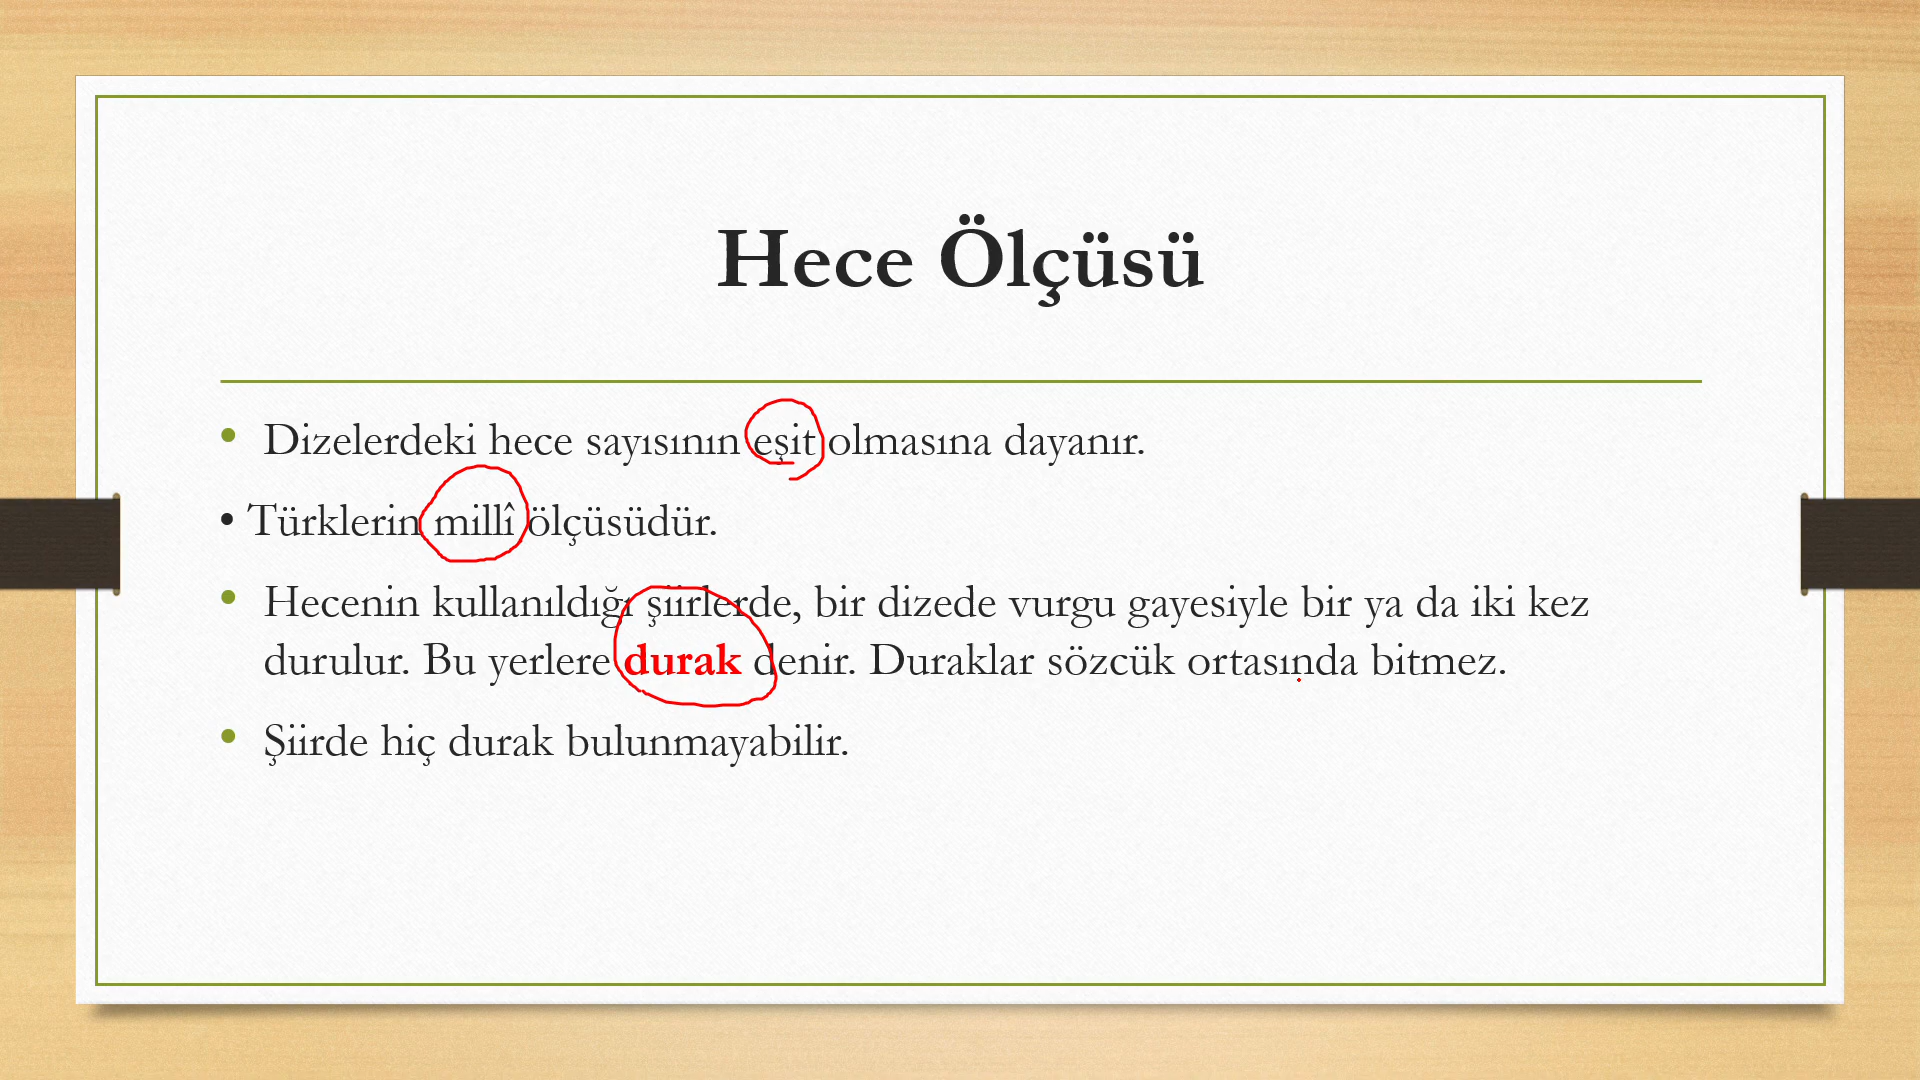 Hece Ölçüsü
• Dizelerdeki hece sayısının eşit olmasına dayanır.
• Türklerin millî ölçüsüdür.
• Hecenin kullanıldığı şiirlerde, bir dizede vurgu gayesiyle bir ya da iki kez
durulur. Bu yerlere durak denir. Duraklar sözcük ortasında bitmez.
• Şiirde hiç durak bulunmayabilir.